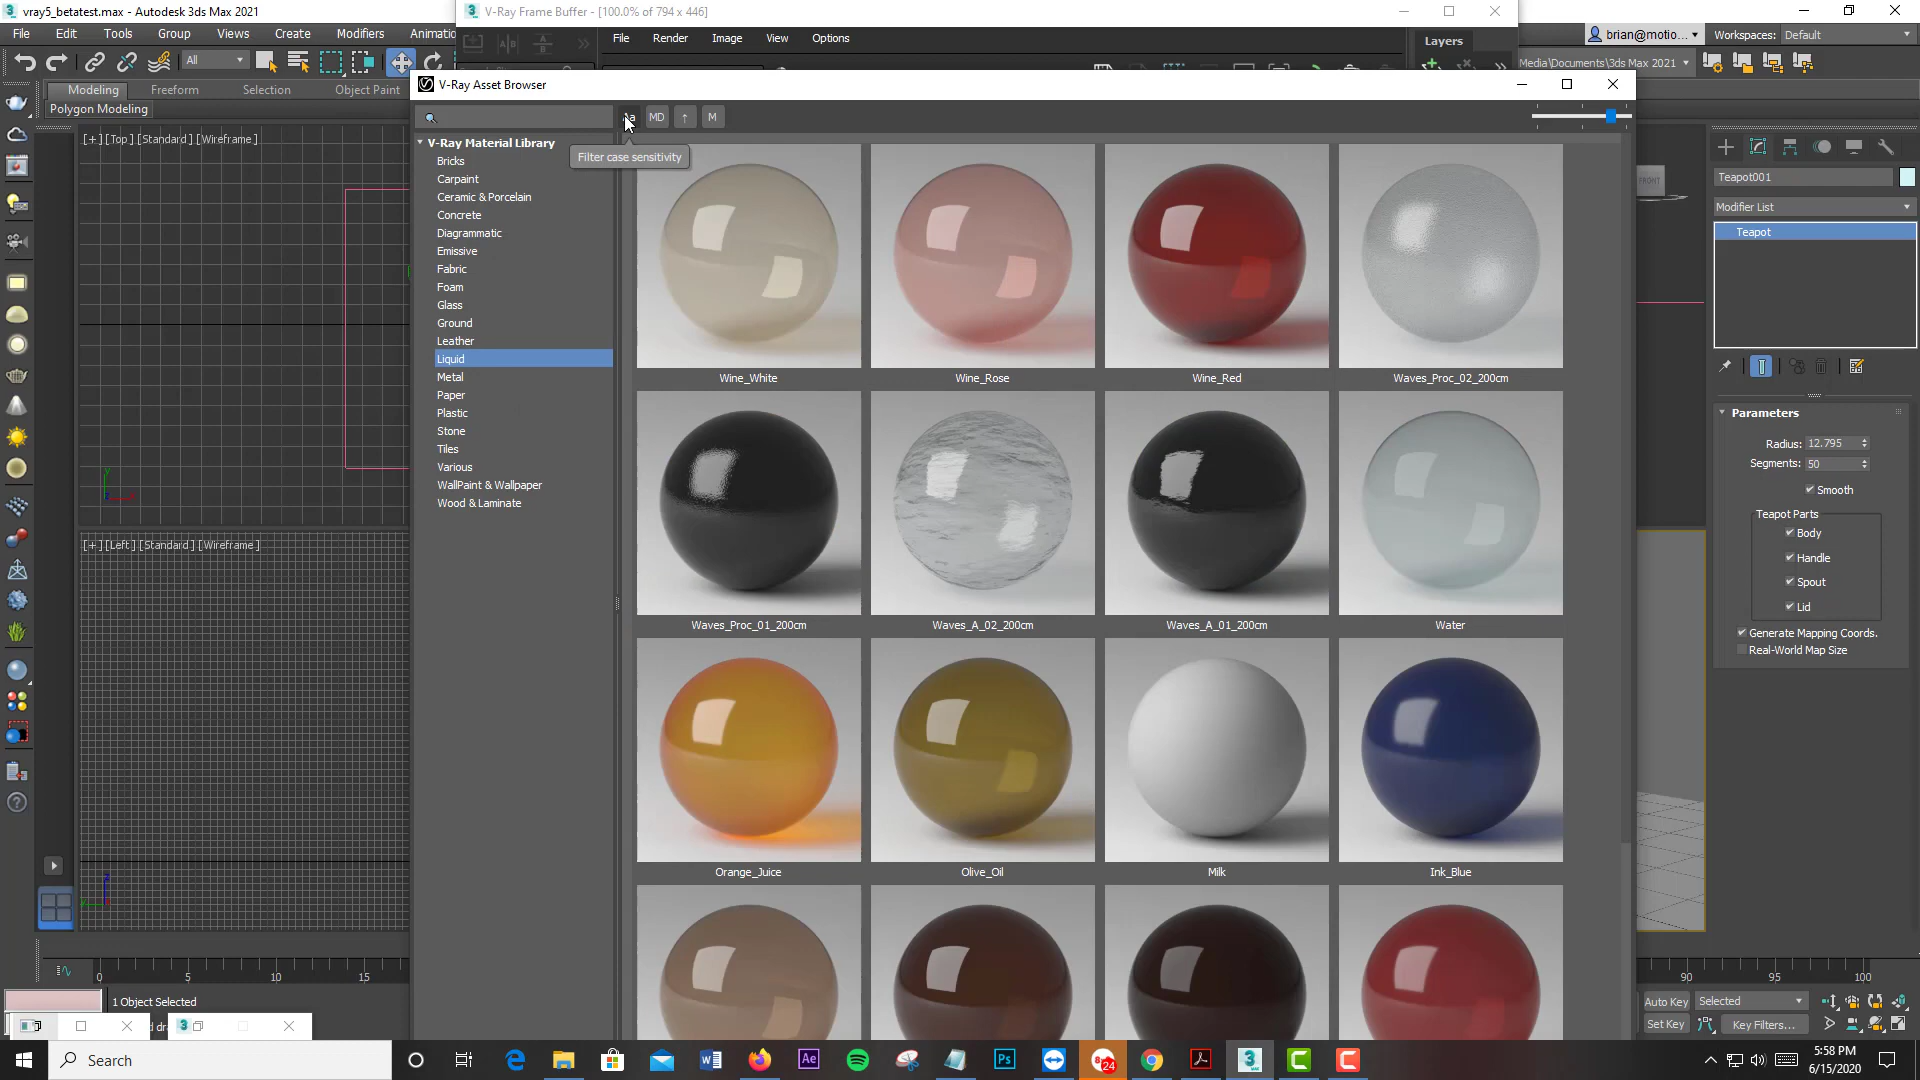 vray5_betatest.max - Autodesk 3ds Max 2021
V-Ray Frame Buffer - [100.0% of 794 x 446]
File Edit Tools Group Views Create Modifiers Animatio
File Render Image View Options
Layers
brian@motio...
Workspaces: Default
All
Media\Documents\3ds Max 2021
Modeling Freeform Selection Object Paint
Polygon Modeling
V-Ray Asset Browser
MD ↑ M
Filter case sensitivity
[+] [Top] [Standard] [Wireframe]
V-Ray Material Library
Bricks
Carpaint
Ceramic & Porcelain
Concrete
Diagrammatic
Emissive
Fabric
Foam
Glass
Ground
Leather
Liquid
Metal
Paper
Plastic
Stone
Tiles
Various
WallPaint & Wallpaper
Wood & Laminate
Wine_White
Wine_Rose
Wine_Red
Waves_Proc_02_200cm
Waves_Proc_01_200cm
Waves_A_02_200cm
Waves_A_01_200cm
Water
Orange_Juice
Olive_Oil
Milk
Ink_Blue
FRONT
Teapot001
Modifier List
Teapot
Parameters
Radius: 12.795
Segments: 50
Smooth
Teapot Parts
Body
Handle
Spout
Lid
Generate Mapping Coords.
Real-World Map Size
[+] [Left] [Standard] [Wireframe]
0 5 10 15
90 95 100
1 Object Selected
Auto Key Selected
Set Key Key Filters...
Search
Ae
Ps
24
5:58 PM
6/15/2020